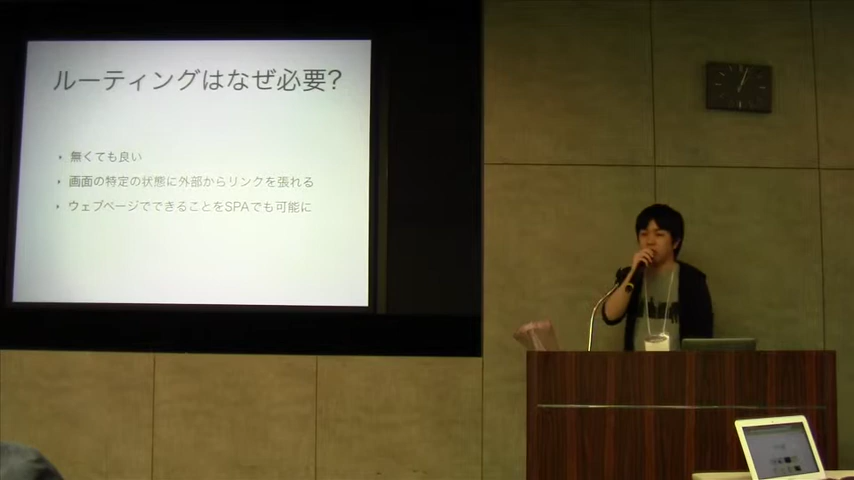 ルーティングはなぜ必要?
無くても良い
画面の特定の状態に外部からリンクを張れる
ウェブページでできることをSPAでも可能に